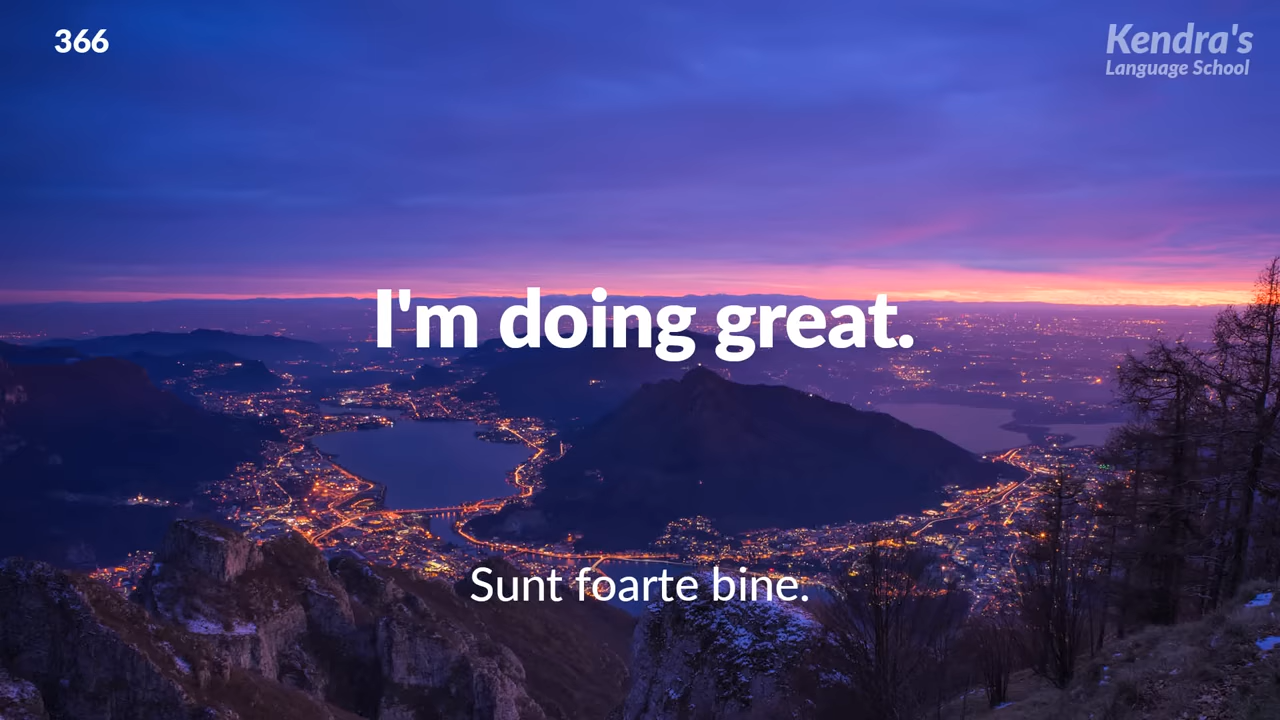 366
Kendra's
Language School
I'm doing great.
Sunt foarte bine.